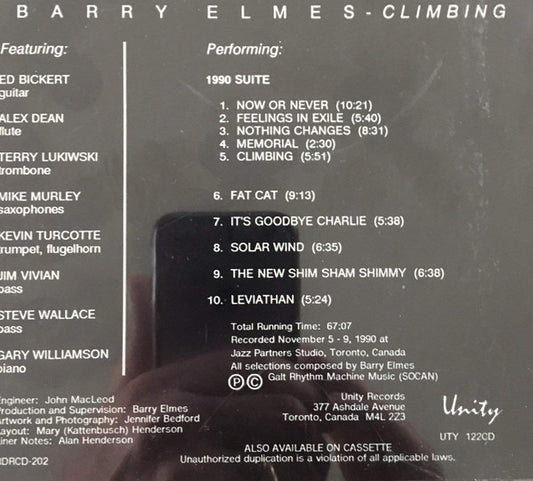 BARRY ELMES - CLIMBING
Featuring:
ED BICKERT
guitar
ALEX DEAN
flute
TERRY LUKIWSKI
trombone
MIKE MURLEY
saxophones
KEVIN TURCOTTE
trumpet, flugelhorn
JIM VIVIAN
bass
STEVE WALLACE
bass
GARY WILLIAMSON
piano
Engineer: John MacLeod
Production and Supervision: Barry Elmes
Artwork and Photography: Jennifer Bedford
Layout: Mary (Kattenbusch) Henderson
Liner Notes: Alan Henderson
DRCD-202
Performing:
1990 SUITE
1. NOW OR NEVER (10:21)
2. FEELINGS IN EXILE (5:40)
3. NOTHING CHANGES (8:31)
4. MEMORIAL (2:30)
5. CLIMBING (5:51)
6. FAT CAT (9:13)
7. IT'S GOODBYE CHARLIE (5:38)
8. SOLAR WIND (6:35)
9. THE NEW SHIM SHAM SHIMMY (6:38)
10. LEVIATHAN (5:24)
Total Running Time: 67:07
Recorded November 5 - 9, 1990 at
Jazz Partners Studio, Toronto, Canada
All selections composed by Barry Elmes
Ⓟ© Galt Rhythm Machine Music (SOCAN)
Unity Records
377 Ashdale Avenue
Toronto, Canada M4L 2Z3
Unity
UTY 122CD
ALSO AVAILABLE ON CASSETTE
Unauthorized duplication is a violation of all applicable laws.